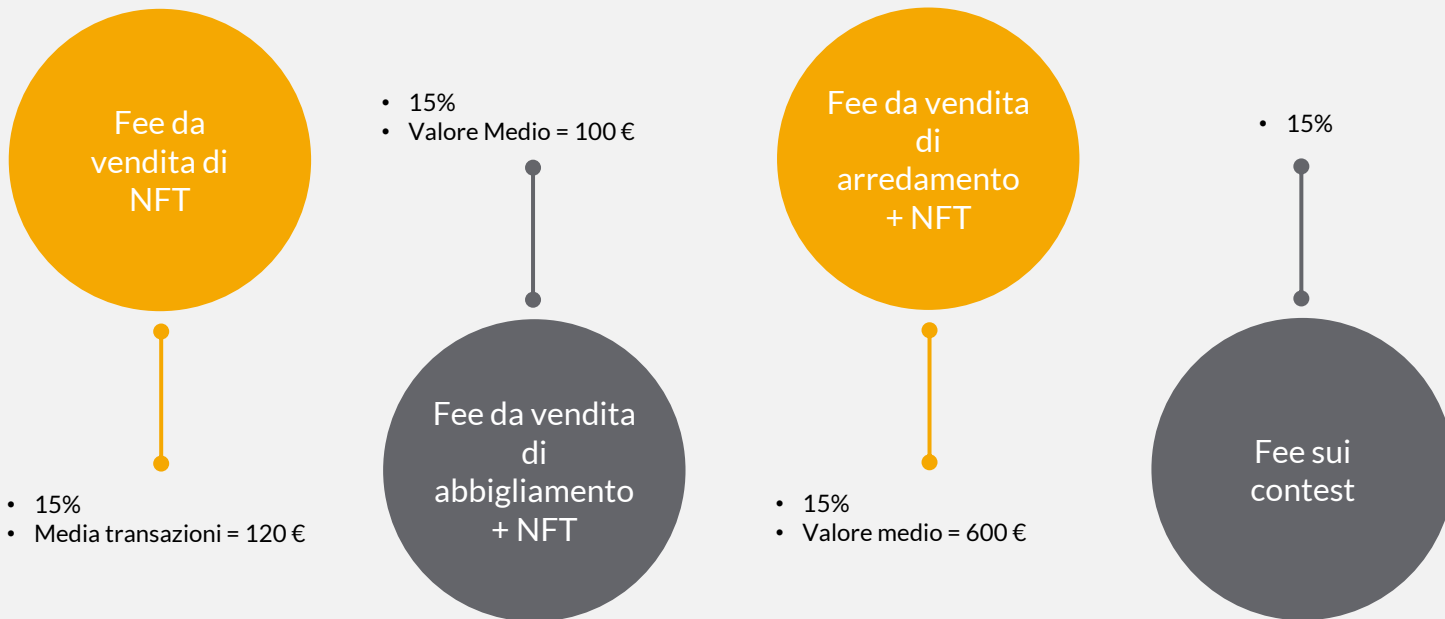 Fee da
vendita di
NFT
• 15%
• Media transazioni = 120 €
• 15%
• Valore Medio = 100 €
Fee da vendita
di
abbigliamento
+ NFT
Fee da vendita
di
arredamento
+ NFT
• 15%
• Valore medio = 600 €
• 15%
Fee sui
contest